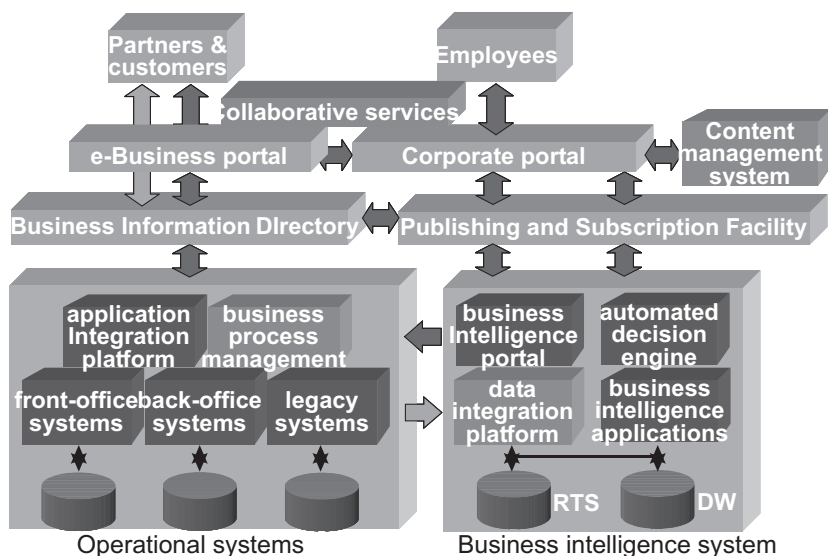 Partners &
customers
Employees
Collaborative services
e-Business portal
Corporate portal
Content
management
system
Business Information DIrectory
Publishing and Subscription Facility
application
Integration
platform
business
process
management
business
Intelligence
portal
automated
decision
engine
front-office
systems
back-office
systems
legacy
systems
data
integration
platform
business
intelligence
applications
RTS
DW
Operational systems
Business intelligence system